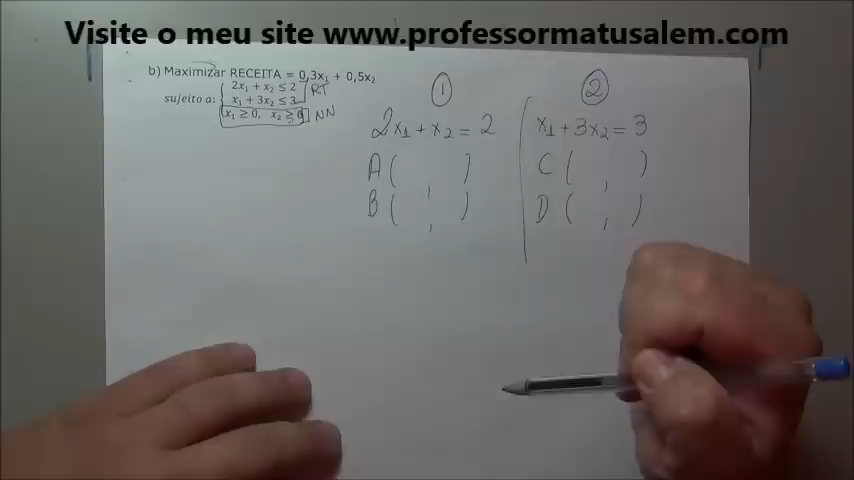 Visite o meu site www.professormatusalem.com
b) Maximizar RECEITA = 0,3x₁ + 0,5x₂
sujeito a: { 2x₁ + x₂ ≤ 2 RT
x₁ + 3x₂ ≤ 3
x₁ ≥ 0, x₂ ≥ 0 NN
1
2x₁ + x₂ = 2
A ( , )
B ( , )
2
x₁ + 3x₂ = 3
C ( , )
D ( , )